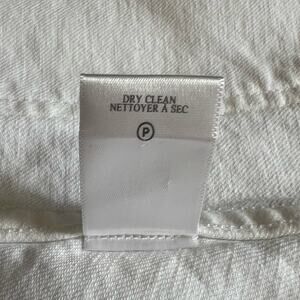 DRY CLEAN
NETTOYER À SEC
P